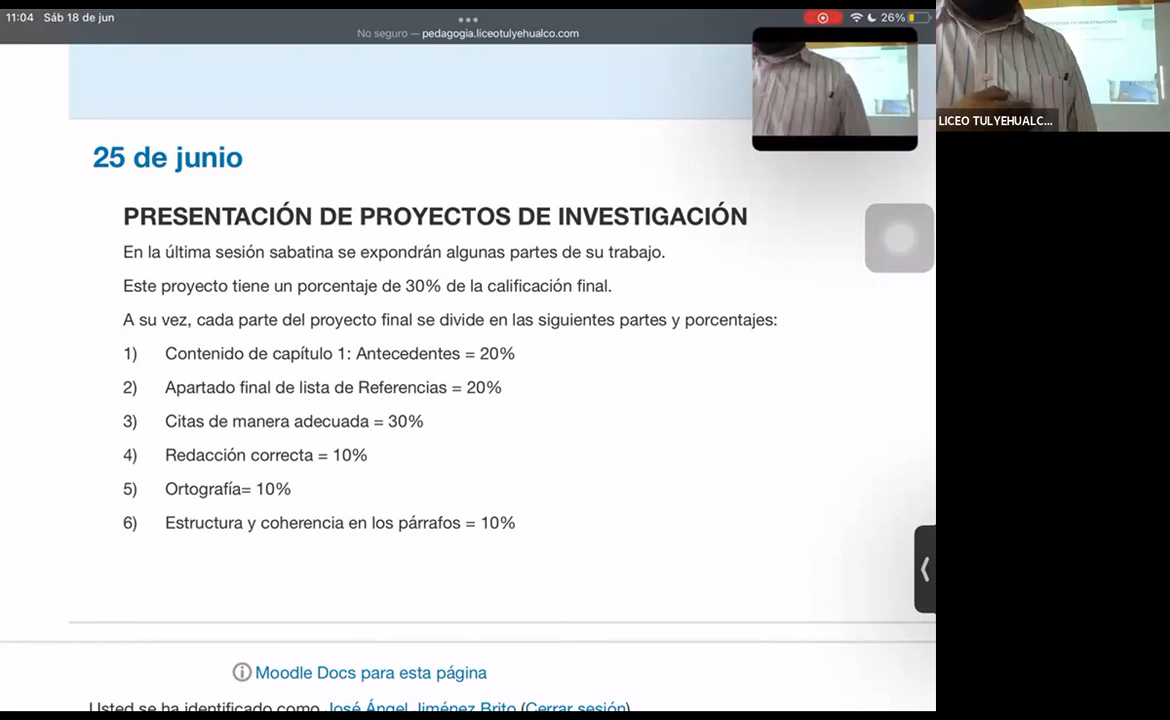 11:04 Sáb 18 de jun
26%
No seguro — pedagogia.liceotulyehualco.com
LICEO TULYEHUALC...
25 de junio
PRESENTACIÓN DE PROYECTOS DE INVESTIGACIÓN
En la última sesión sabatina se expondrán algunas partes de su trabajo.
Este proyecto tiene un porcentaje de 30% de la calificación final.
A su vez, cada parte del proyecto final se divide en las siguientes partes y porcentajes:
1) Contenido de capítulo 1: Antecedentes = 20%
2) Apartado final de lista de Referencias = 20%
3) Citas de manera adecuada = 30%
4) Redacción correcta = 10%
5) Ortografía= 10%
6) Estructura y coherencia en los párrafos = 10%
Moodle Docs para esta página
Usted se ha identificado como José Ángel Jiménez Brito (Cerrar sesión)